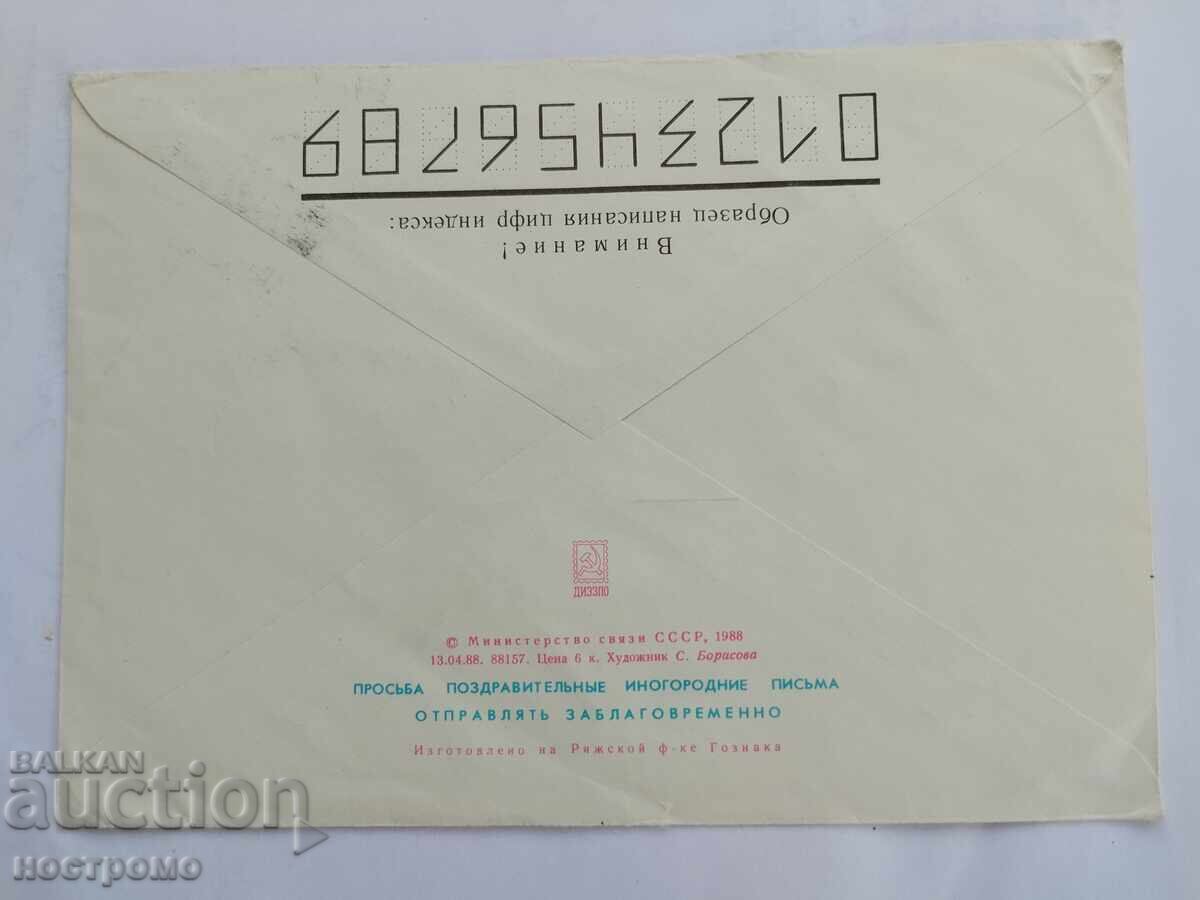 Внимание!
Образец написания цифр индекса:
0123456789
ДИЭЗПО
© Министерство связи СССР, 1988
13.04.88. 88157. Цена 6 к. Художник С. Борасова
ПРОСЬБА ПОЗДРАВИТЕЛЬНЫЕ ИНОГОРОДНИЕ ПИСЬМА
ОТПРАВЛЯТЬ ЗАБЛАГОВРЕМЕННО
Изготовлено на Рижской ф-ке Гознака
BALKAN
auction
ностромо